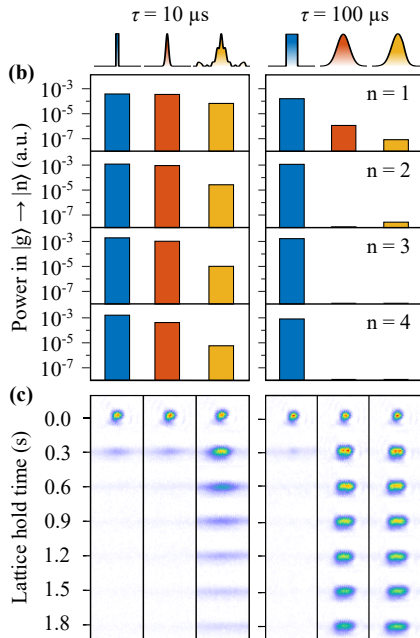 τ = 10 µs
τ = 100 µs
(b)
Power in |g⟩ → |n⟩ (a.u.)
10⁻³
10⁻⁵
10⁻⁷
n = 1
10⁻³
10⁻⁵
10⁻⁷
n = 2
10⁻³
10⁻⁵
10⁻⁷
n = 3
10⁻³
10⁻⁵
10⁻⁷
n = 4
(c)
Lattice hold time (s)
0.0
0.3
0.6
0.9
1.2
1.5
1.8